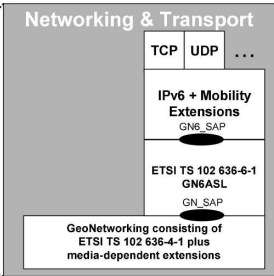 Networking & Transport
TCP UDP ...
IPv6 + Mobility
Extensions
GN6_SAP
ETSI TS 102 636-6-1
GN6ASL
GN_SAP
GeoNetworking consisting of
ETSI TS 102 636-4-1 plus
media-dependent extensions